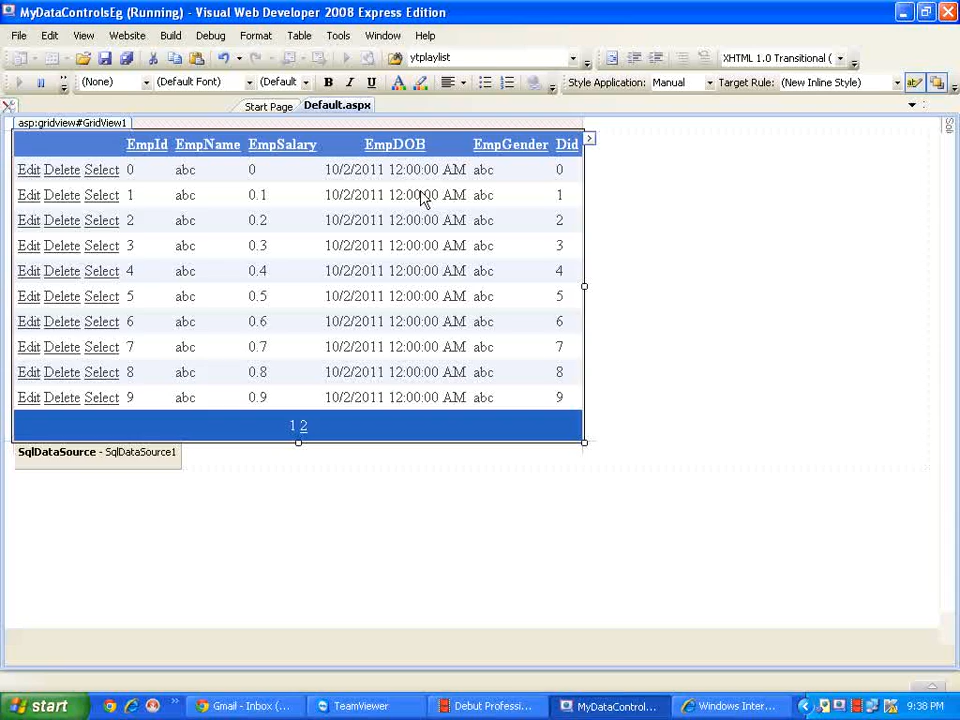 MyDataControlsEg (Running) - Visual Web Developer 2008 Express Edition
File Edit View Website Build Debug Format Table Tools Window Help
ytplaylist XHTML 1.0 Transitional (
(None) (Default Font) (Default B I U A Style Application: Manual Target Rule: (New Inline Style)
Start Page Default.aspx
asp:gridview#GridView1
EmpId EmpName EmpSalary EmpDOB EmpGender Did
Edit Delete Select 0 abc 0 10/2/2011 12:00:00 AM abc 0
Edit Delete Select 1 abc 0.1 10/2/2011 12:00:00 AM abc 1
Edit Delete Select 2 abc 0.2 10/2/2011 12:00:00 AM abc 2
Edit Delete Select 3 abc 0.3 10/2/2011 12:00:00 AM abc 3
Edit Delete Select 4 abc 0.4 10/2/2011 12:00:00 AM abc 4
Edit Delete Select 5 abc 0.5 10/2/2011 12:00:00 AM abc 5
Edit Delete Select 6 abc 0.6 10/2/2011 12:00:00 AM abc 6
Edit Delete Select 7 abc 0.7 10/2/2011 12:00:00 AM abc 7
Edit Delete Select 8 abc 0.8 10/2/2011 12:00:00 AM abc 8
Edit Delete Select 9 abc 0.9 10/2/2011 12:00:00 AM abc 9
1 2
SqlDataSource - SqlDataSource1
start Gmail - Inbox (... TeamViewer Debut Professi... MyDataControl... Windows Inter... 9:38 PM